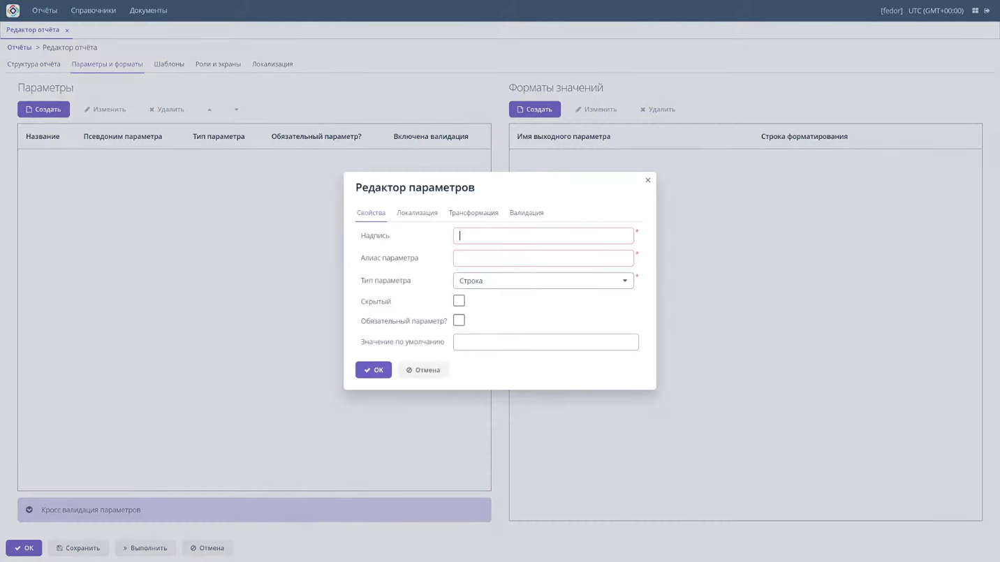 Отчёты Справочники Документы [fedor] UTC (GMT+00:00)
Редактор отчёта ×
Отчёты > Редактор отчёта
Структура отчёта Параметры и форматы Шаблоны Роли и экраны Локализация
Параметры Форматы значений
Создать Изменить Удалить Создать Изменить Удалить
Название Псевдоним параметра Тип параметра Обязательный параметр? Включена валидация Имя выходного параметра Строка форматирования
Редактор параметров
Свойства Локализация Трансформация Валидация
Надпись *
Алиас параметра *
Тип параметра Строка *
Скрытый
Обязательный параметр?
Значение по умолчанию
OK Отмена
Кросс валидация параметров
OK Сохранить » Выполнить Отмена